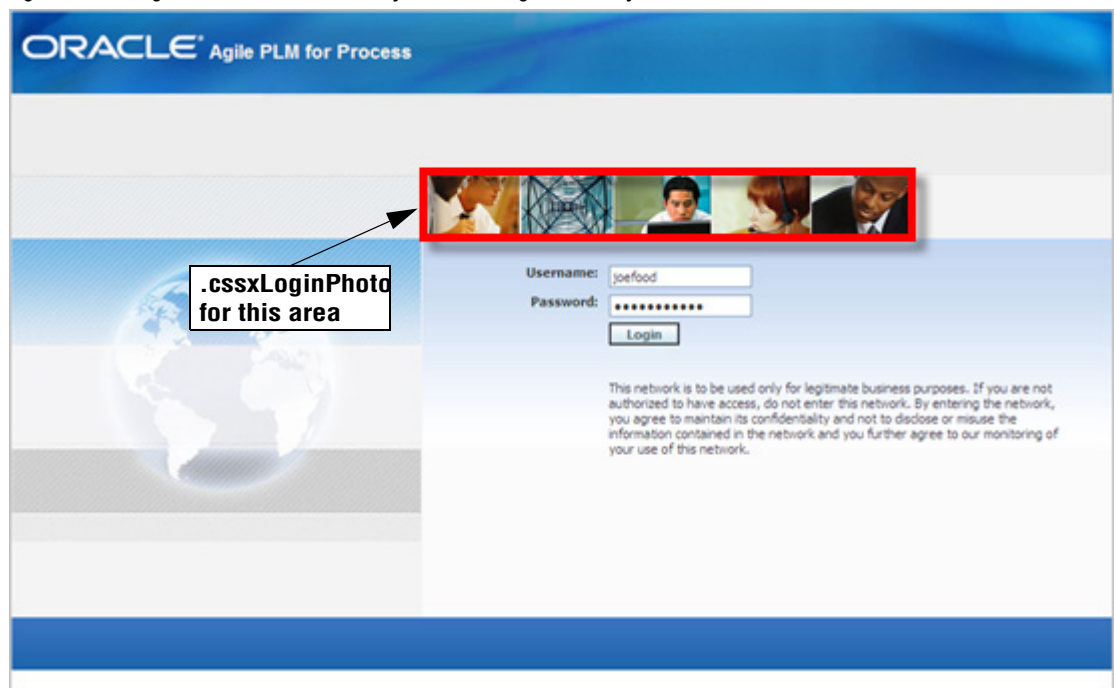 ORACLE® Agile PLM for Process
.cssxLoginPhoto
for this area
Username: joefood
Password: •••••••••••
Login
This network is to be used only for legitimate business purposes. If you are not
authorized to have access, do not enter this network. By entering the network,
you agree to maintain its confidentiality and not to disclose or misuse the
information contained in the network and you further agree to our monitoring of
your use of this network.